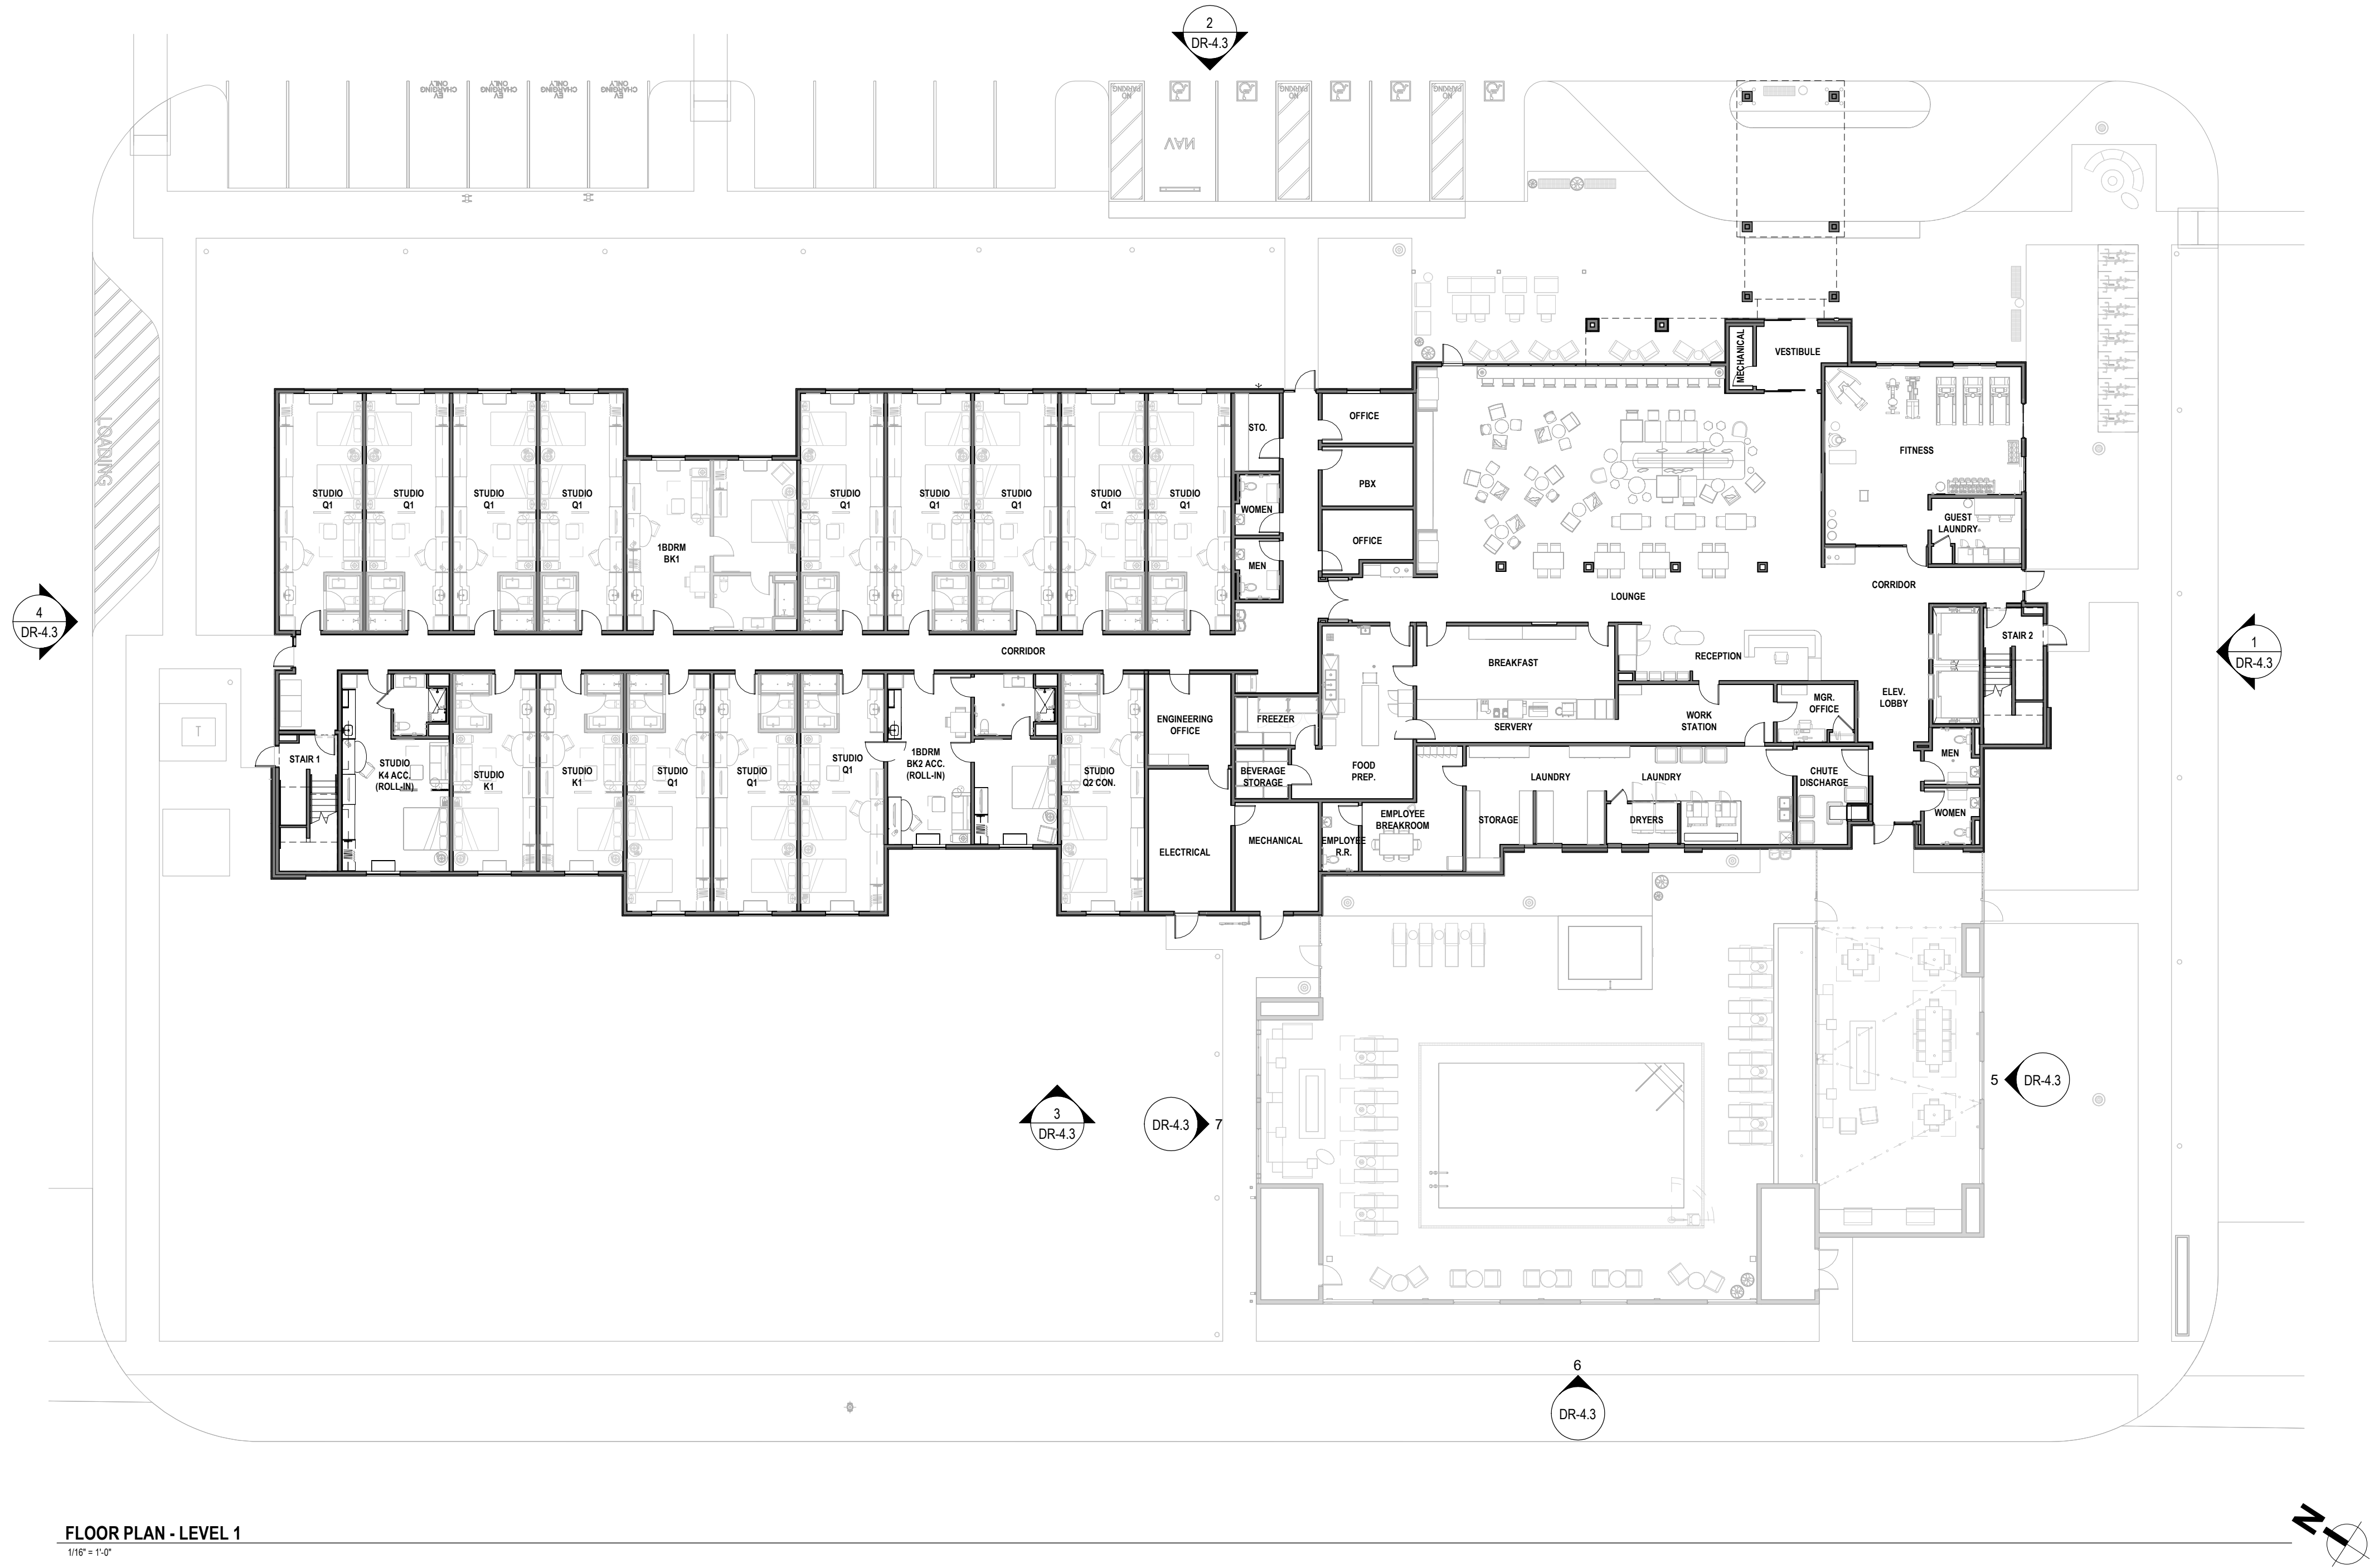 2
DR-4.3
EV
CHARGING
ONLY
EV
CHARGING
ONLY
EV
CHARGING
ONLY
EV
CHARGING
ONLY
NO
PARKING
VAN
NO
PARKING
NO
PARKING
LOADING
MECHANICAL
VESTIBULE
STO.
OFFICE
FITNESS
STUDIO
Q1
STUDIO
Q1
STUDIO
Q1
STUDIO
Q1
STUDIO
Q1
STUDIO
Q1
STUDIO
Q1
STUDIO
Q1
STUDIO
Q1
PBX
WOMEN
GUEST
LAUNDRY
1BDRM
BK1
OFFICE
MEN
CORRIDOR
LOUNGE
4
DR-4.3
1
DR-4.3
STAIR 2
CORRIDOR
BREAKFAST
RECEPTION
ELEV.
LOBBY
MGR.
OFFICE
T
ENGINEERING
OFFICE
FREEZER
SERVERY
WORK
STATION
STAIR 1
STUDIO
K4 ACC.
(ROLL-IN)
STUDIO
K1
STUDIO
K1
STUDIO
Q1
STUDIO
Q1
STUDIO
Q1
1BDRM
BK2 ACC.
(ROLL-IN)
STUDIO
Q2 CON.
BEVERAGE
STORAGE
FOOD
PREP.
LAUNDRY
LAUNDRY
CHUTE
DISCHARGE
MEN
WOMEN
ELECTRICAL
MECHANICAL
EMPLOYEE
R.R.
EMPLOYEE
BREAKROOM
STORAGE
DRYERS
3
DR-4.3
DR-4.3
7
5
DR-4.3
6
DR-4.3
FLOOR PLAN - LEVEL 1
1/16" = 1'-0"
N